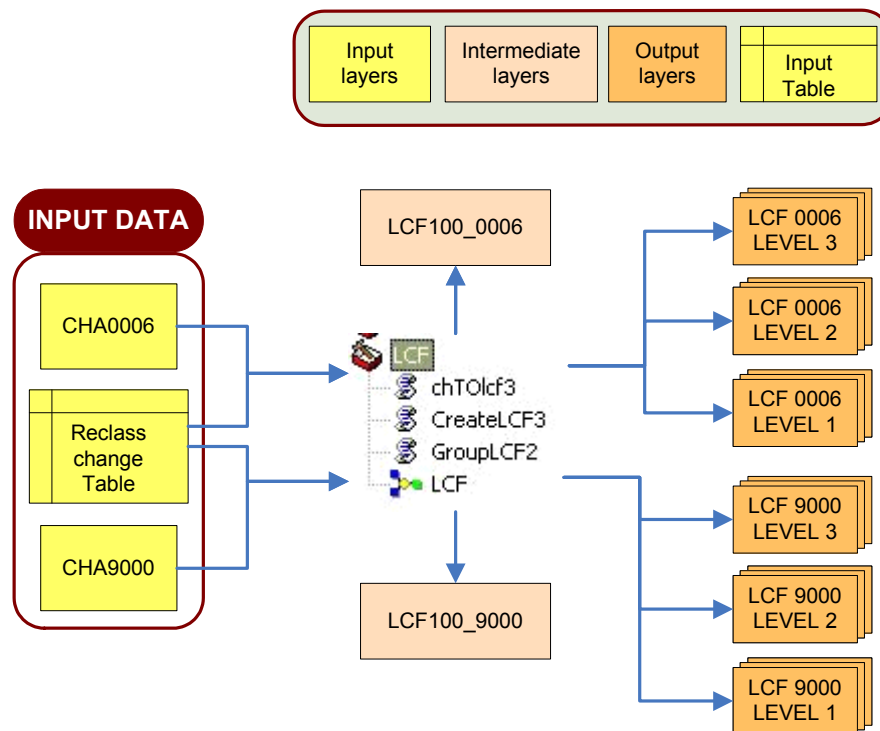 Input
layers
Intermediate
layers
Output
layers
Input
Table
INPUT DATA
CHA0006
Reclass
change
Table
CHA9000
LCF100_0006
LCF
chTOlcf3
CreateLCF3
GroupLCF2
LCF
LCF100_9000
LCF 0006
LEVEL 3
LCF 0006
LEVEL 2
LCF 0006
LEVEL 1
LCF 9000
LEVEL 3
LCF 9000
LEVEL 2
LCF 9000
LEVEL 1